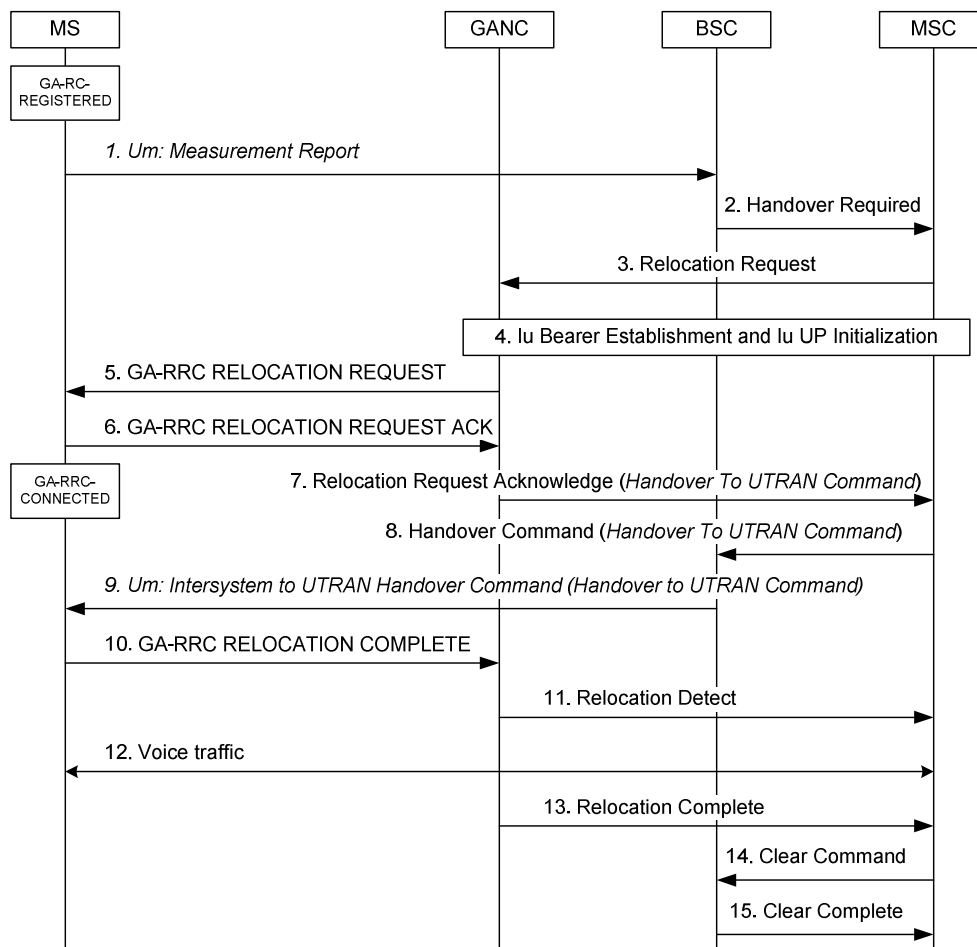 MS
GANC
BSC
MSC
GA-RC-
REGISTERED
1. Um: Measurement Report
2. Handover Required
3. Relocation Request
4. Iu Bearer Establishment and Iu UP Initialization
5. GA-RRC RELOCATION REQUEST
6. GA-RRC RELOCATION REQUEST ACK
GA-RRC-
CONNECTED
7. Relocation Request Acknowledge (Handover To UTRAN Command)
8. Handover Command (Handover To UTRAN Command)
9. Um: Intersystem to UTRAN Handover Command (Handover to UTRAN Command)
10. GA-RRC RELOCATION COMPLETE
11. Relocation Detect
12. Voice traffic
13. Relocation Complete
14. Clear Command
15. Clear Complete